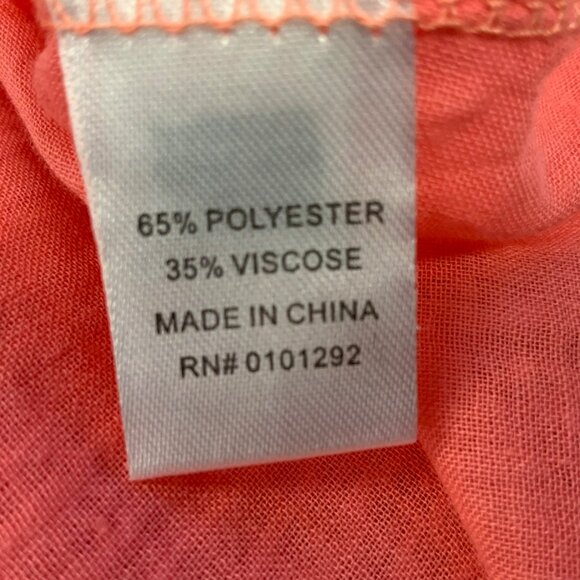 65% POLYESTER
35% VISCOSE
MADE IN CHINA
RN# 0101292